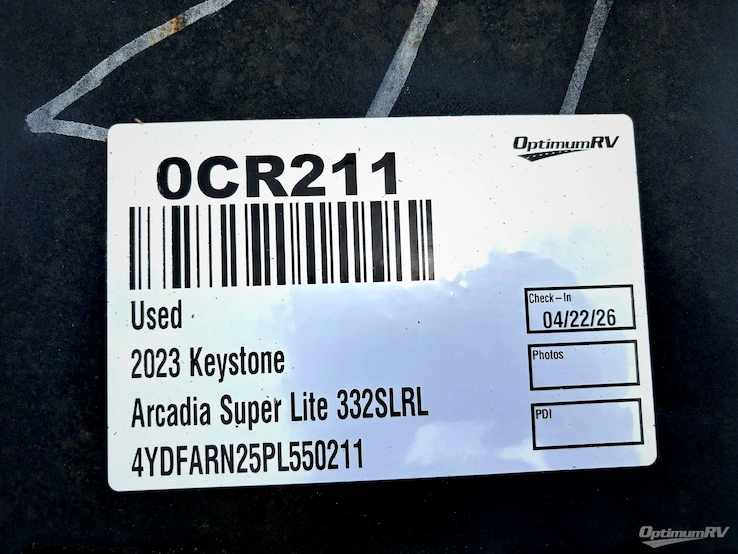 OptimumRV
0CR211
Used
2023 Keystone
Arcadia Super Lite 332SLRL
4YDFARN25PL550211
Check-In
04/22/26
Photos
PDI
OptimumRV